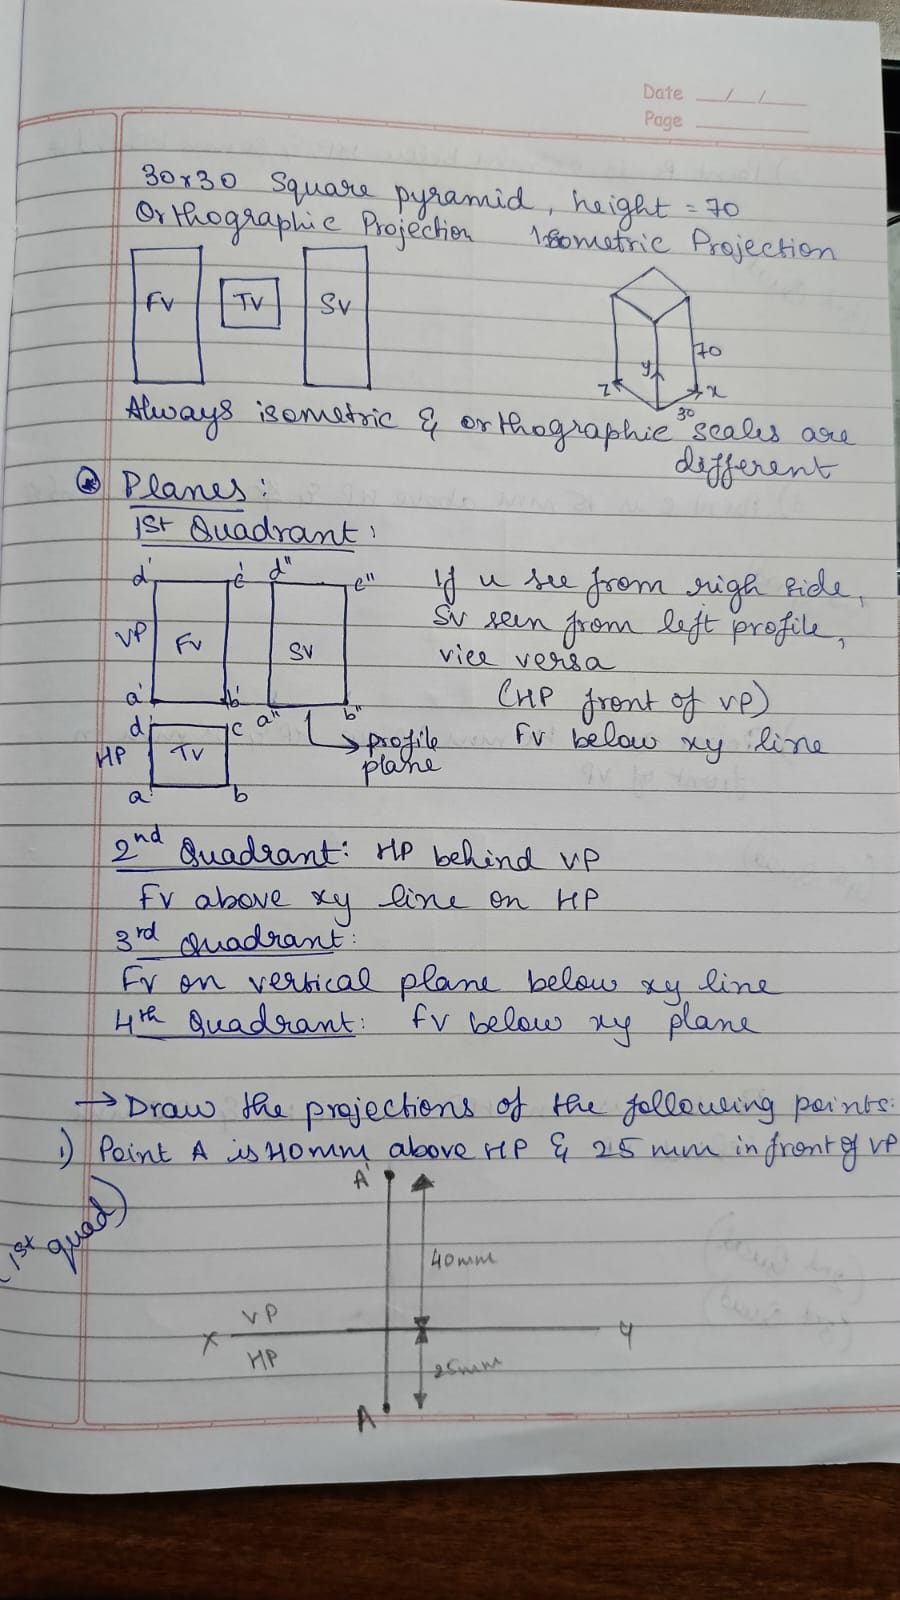 Date __/__/__
Page ______
30x30 Square pyramid, height = 70
Orthographic Projection Isometric Projection
FV TV SV
70
y
z x
30
Always isometric & orthographic scales are
different
Planes:
1st Quadrant:
d' c' d" c"
If u see from righ side,
VP FV SV
SV seen from left profile,
vice versa
a' b' a" b"
(HP front of VP)
d c
profile
plane
FV below xy line
HP TV
a b
2nd Quadrant: HP behind VP
FV above xy line on HP
3rd Quadrant:
FV on vertical plane below xy line
4th Quadrant: FV below xy plane
→ Draw the projections of the following points:
1) Point A is 40mm above HP & 25 mm in front of VP
(1st quad)
A'
40mm
VP
X y
HP
25mm
A